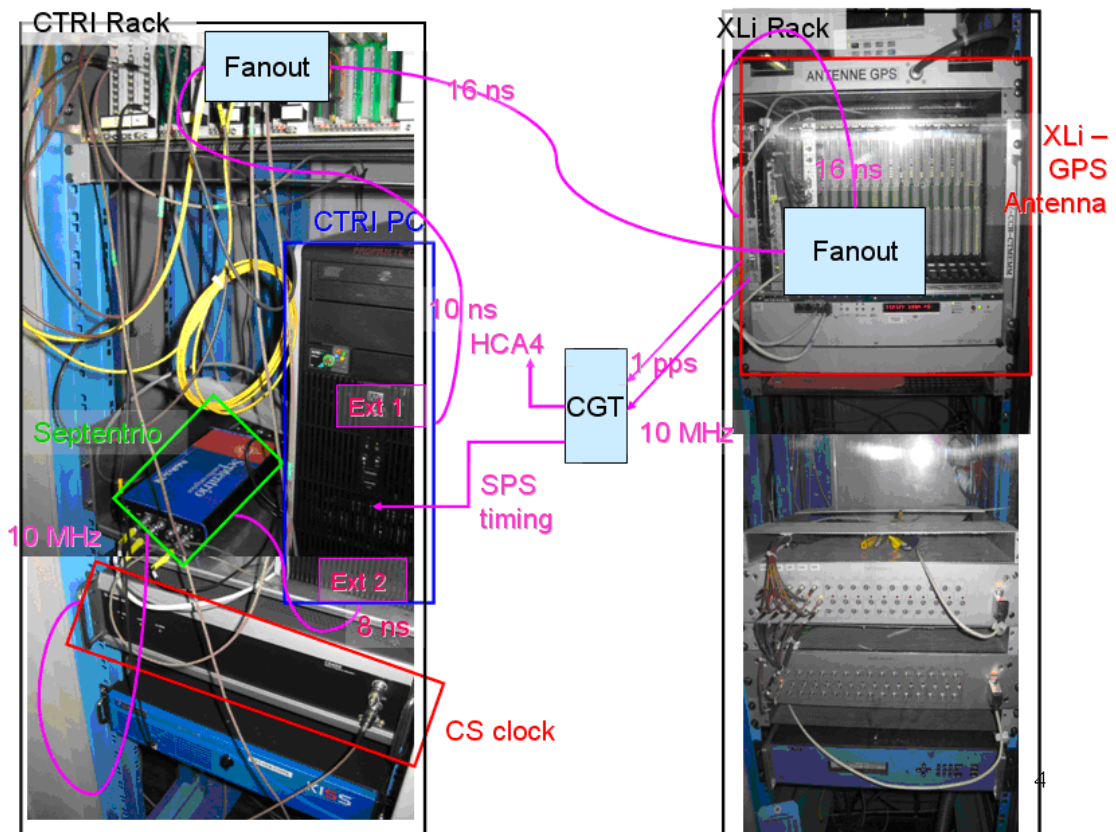 CTRI Rack
XLi Rack
Fanout
ANTENNE GPS
16 ns
XLi –
GPS
Antenna
16 ns
CTRI PC
Fanout
10 ns
HCA4
1 pps
Ext 1
CGT
Septentrio
10 MHz
SPS
timing
10 MHz
Ext 2
8 ns
CS clock
4